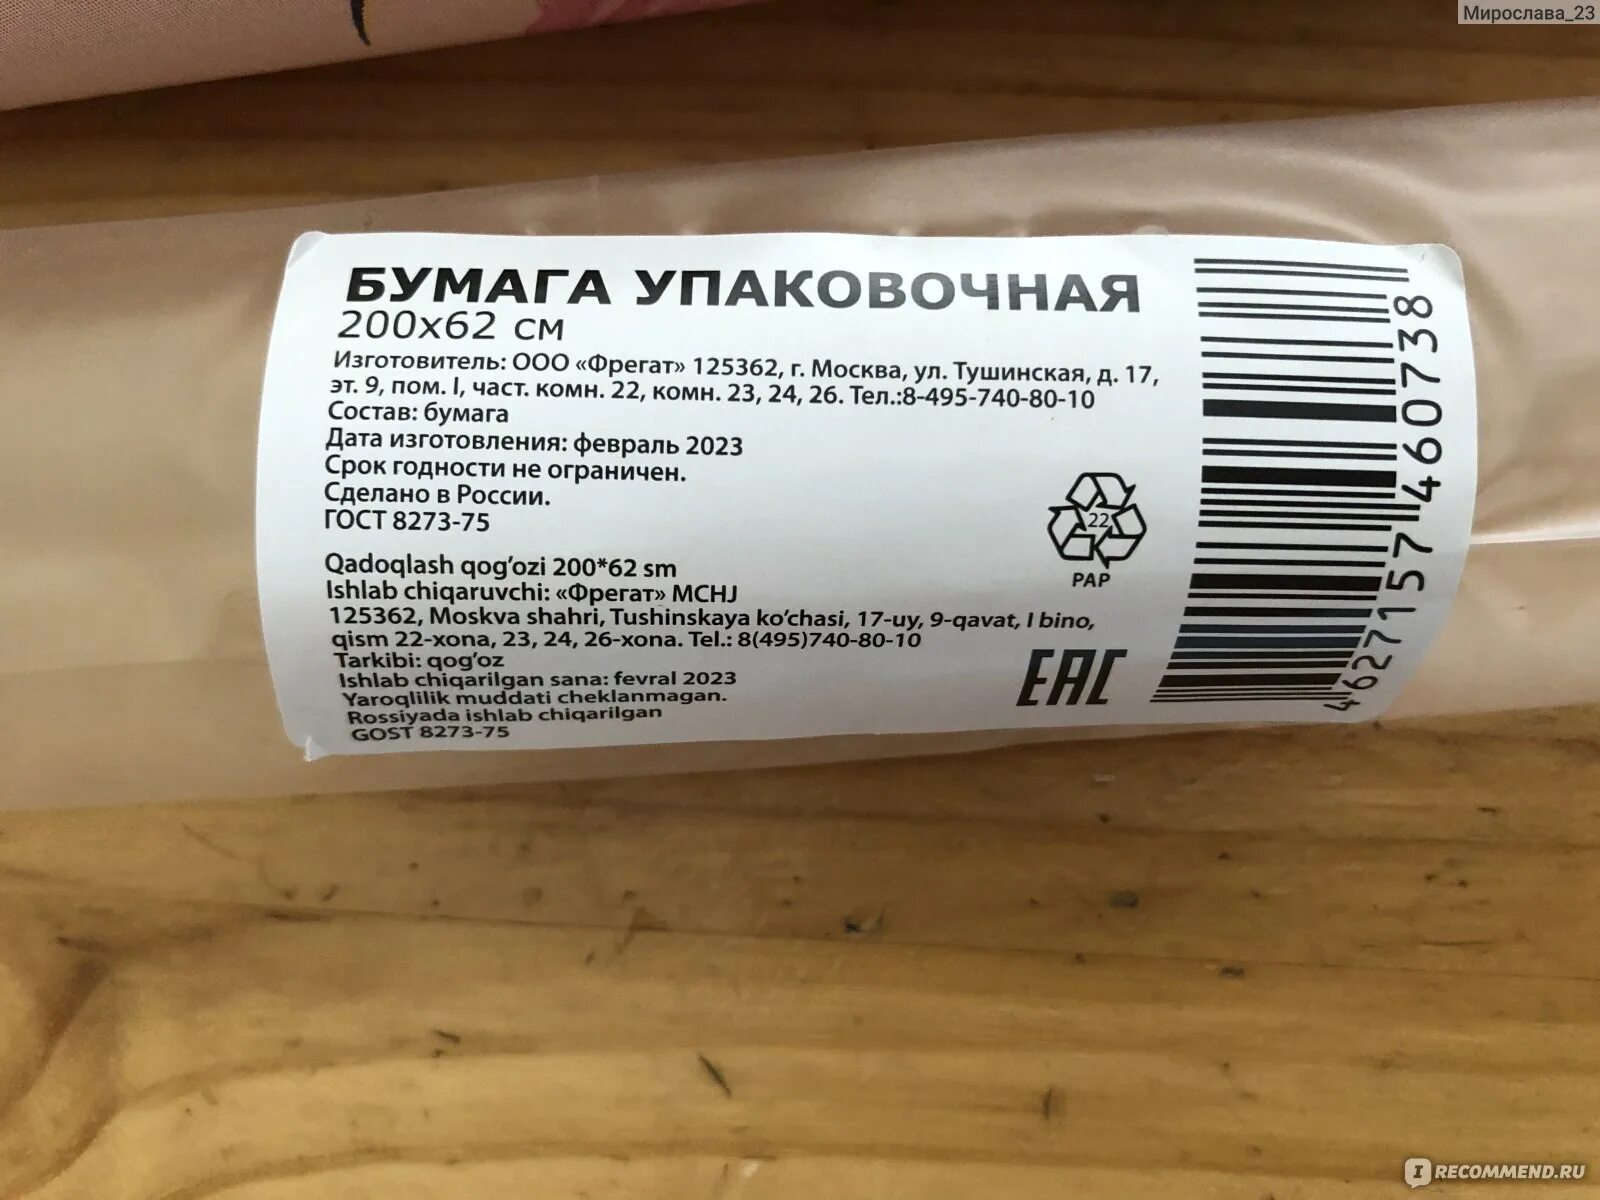 Мирослава_23
БУМАГА УПАКОВОЧНАЯ
200х62 см
Изготовитель: ООО «Фрегат» 125362, г. Москва, ул. Тушинская, д. 17,
эт. 9, пом. I, част. комн. 22, комн. 23, 24, 26. Тел.:8-495-740-80-10
Состав: бумага
Дата изготовления: февраль 2023
Срок годности не ограничен.
Сделано в России.
ГОСТ 8273-75
Qadoqlash qog’ozi 200*62 sm
Ishlab chiqaruvchi: «Фрегат» MCHJ
125362, Moskva shahri, Tushinskaya ko’chasi, 17-uy, 9-qavat, I bino,
qism 22-xona, 23, 24, 26-xona. Tel.: 8(495)740-80-10
Tarkibi: qog’oz
Ishlab chiqarilgan sana: fevral 2023
Yaroqlilik muddati cheklanmagan.
Rossiyada ishlab chiqarilgan
GOST 8273-75
22
PAP
EAC
4627157460738
IRECOMMEND.RU